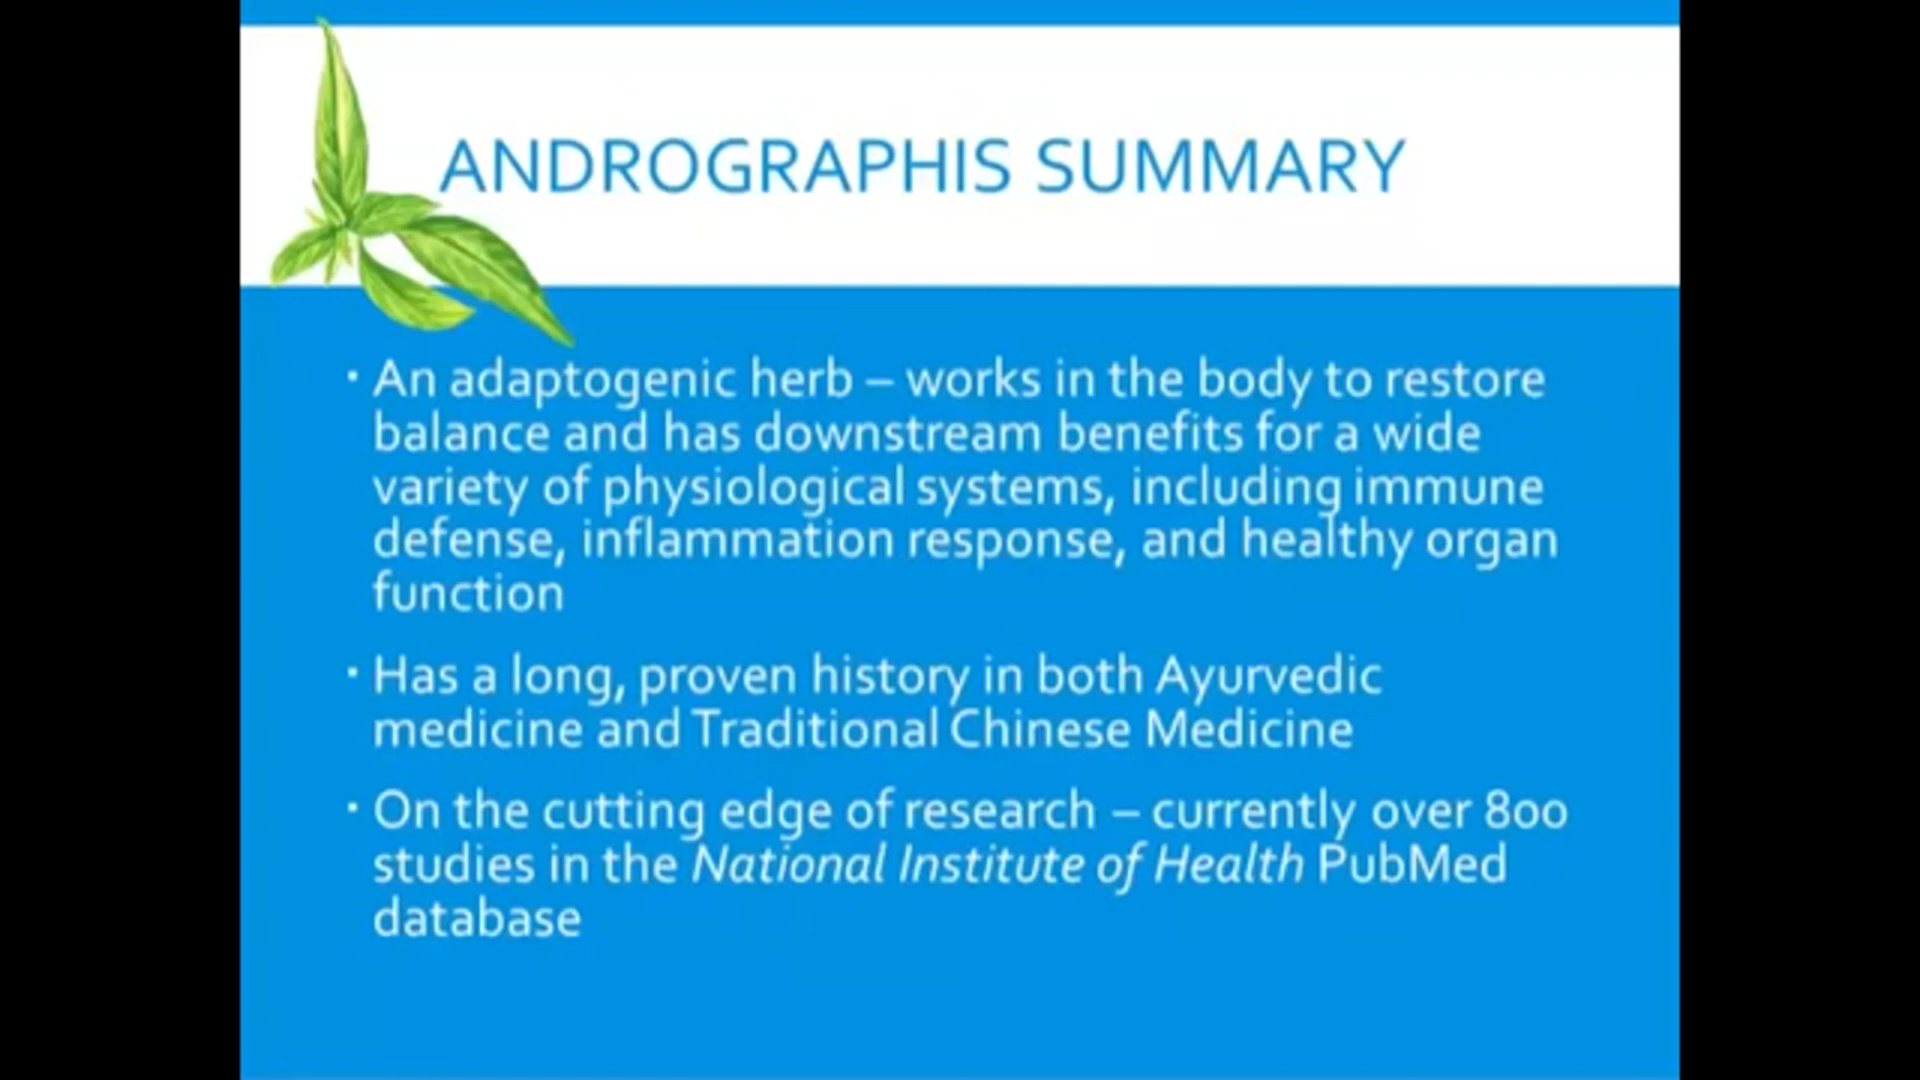 ANDROGRAPHIS SUMMARY
· An adaptogenic herb – works in the body to restore
balance and has downstream benefits for a wide
variety of physiological systems, including immune
defense, inflammation response, and healthy organ
function
· Has a long, proven history in both Ayurvedic
medicine and Traditional Chinese Medicine
· On the cutting edge of research – currently over 800
studies in the National Institute of Health PubMed
database